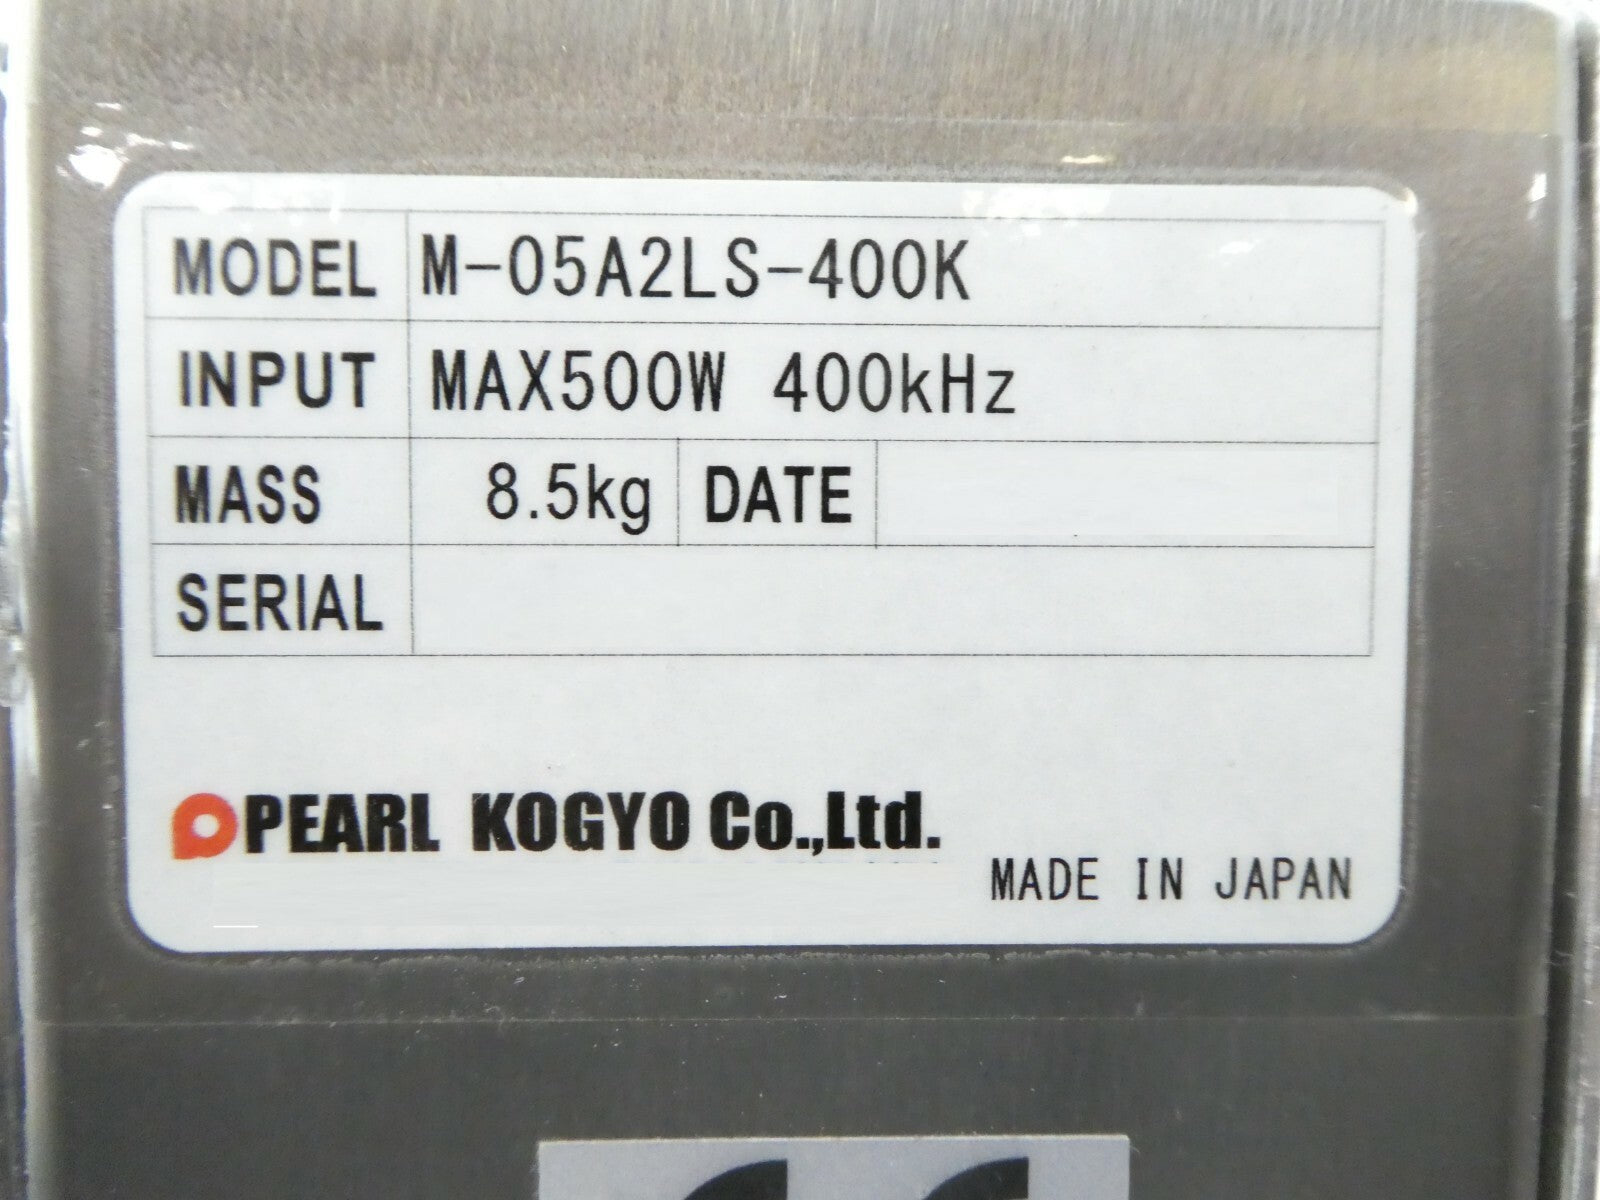 MODEL M-05A2LS-400K
INPUT MAX500W 400kHz
MASS 8.5kg DATE
SERIAL
PEARL KOGYO Co.,Ltd.
MADE IN JAPAN